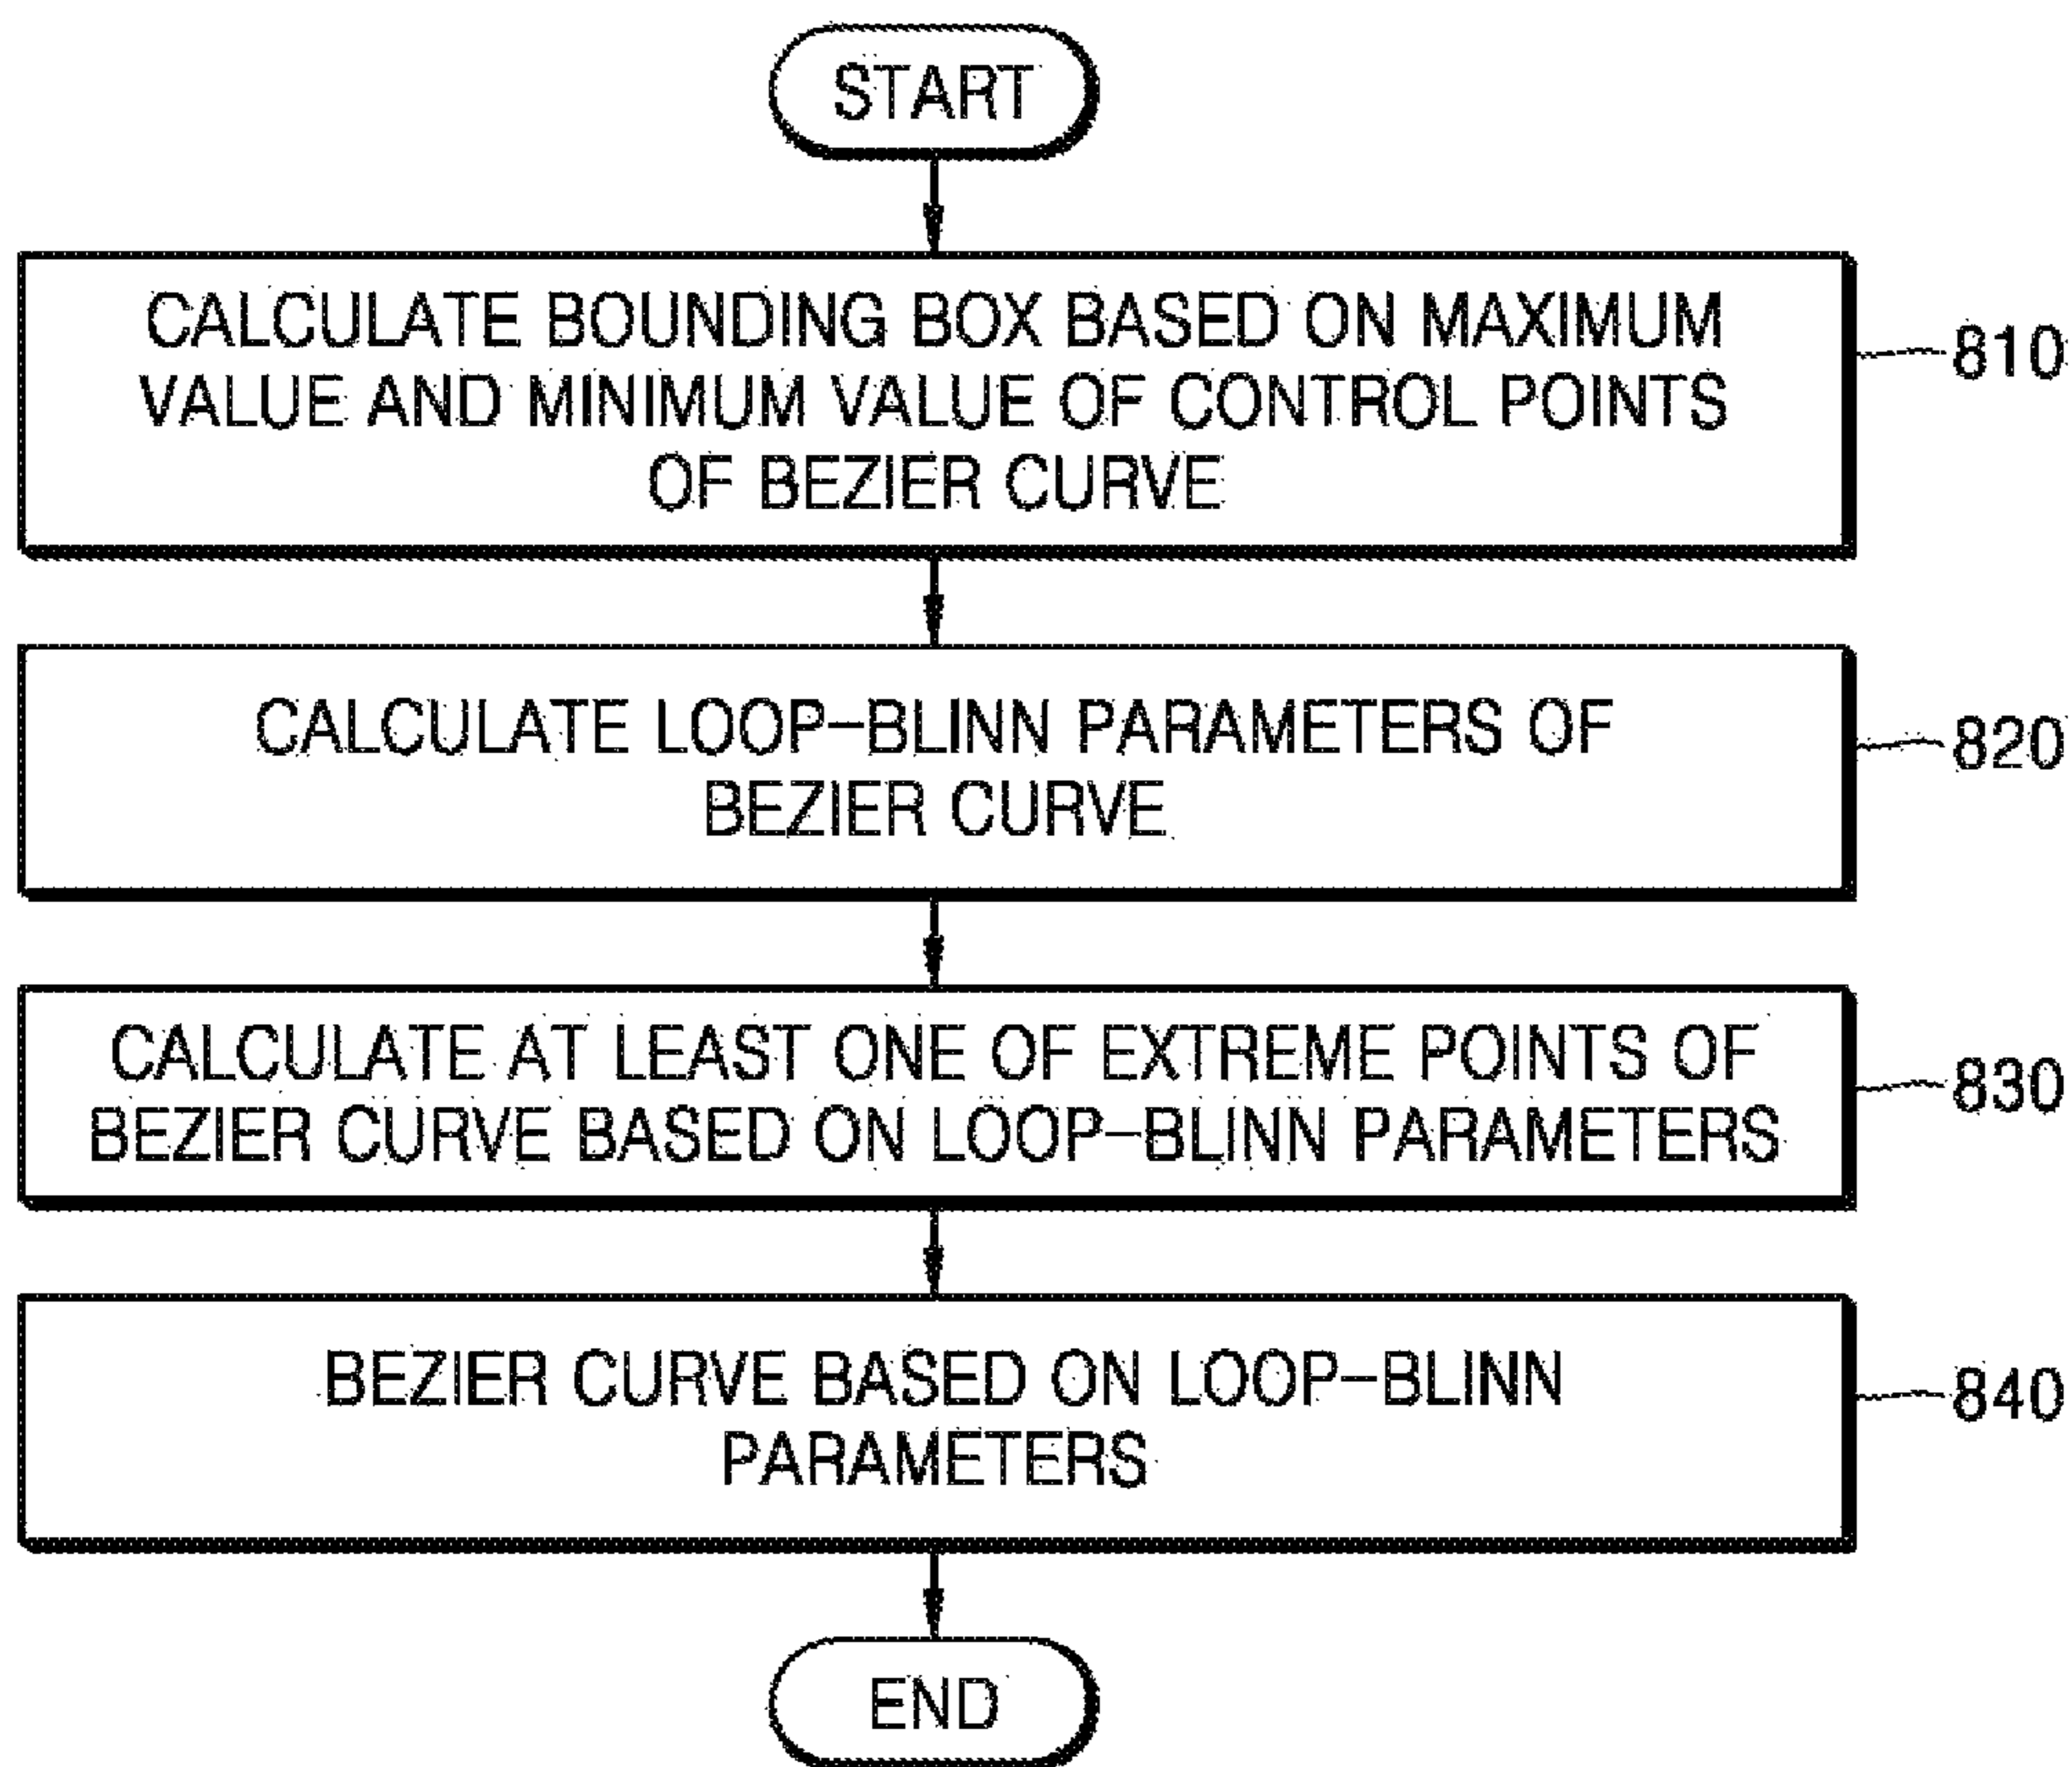 START
CALCULATE BOUNDING BOX BASED ON MAXIMUM
VALUE AND MINIMUM VALUE OF CONTROL POINTS
OF BEZIER CURVE
810
CALCULATE LOOP-BLINN PARAMETERS OF
BEZIER CURVE
820
CALCULATE AT LEAST ONE OF EXTREME POINTS OF
BEZIER CURVE BASED ON LOOP-BLINN PARAMETERS
830
BEZIER CURVE BASED ON LOOP-BLINN
PARAMETERS
840
END